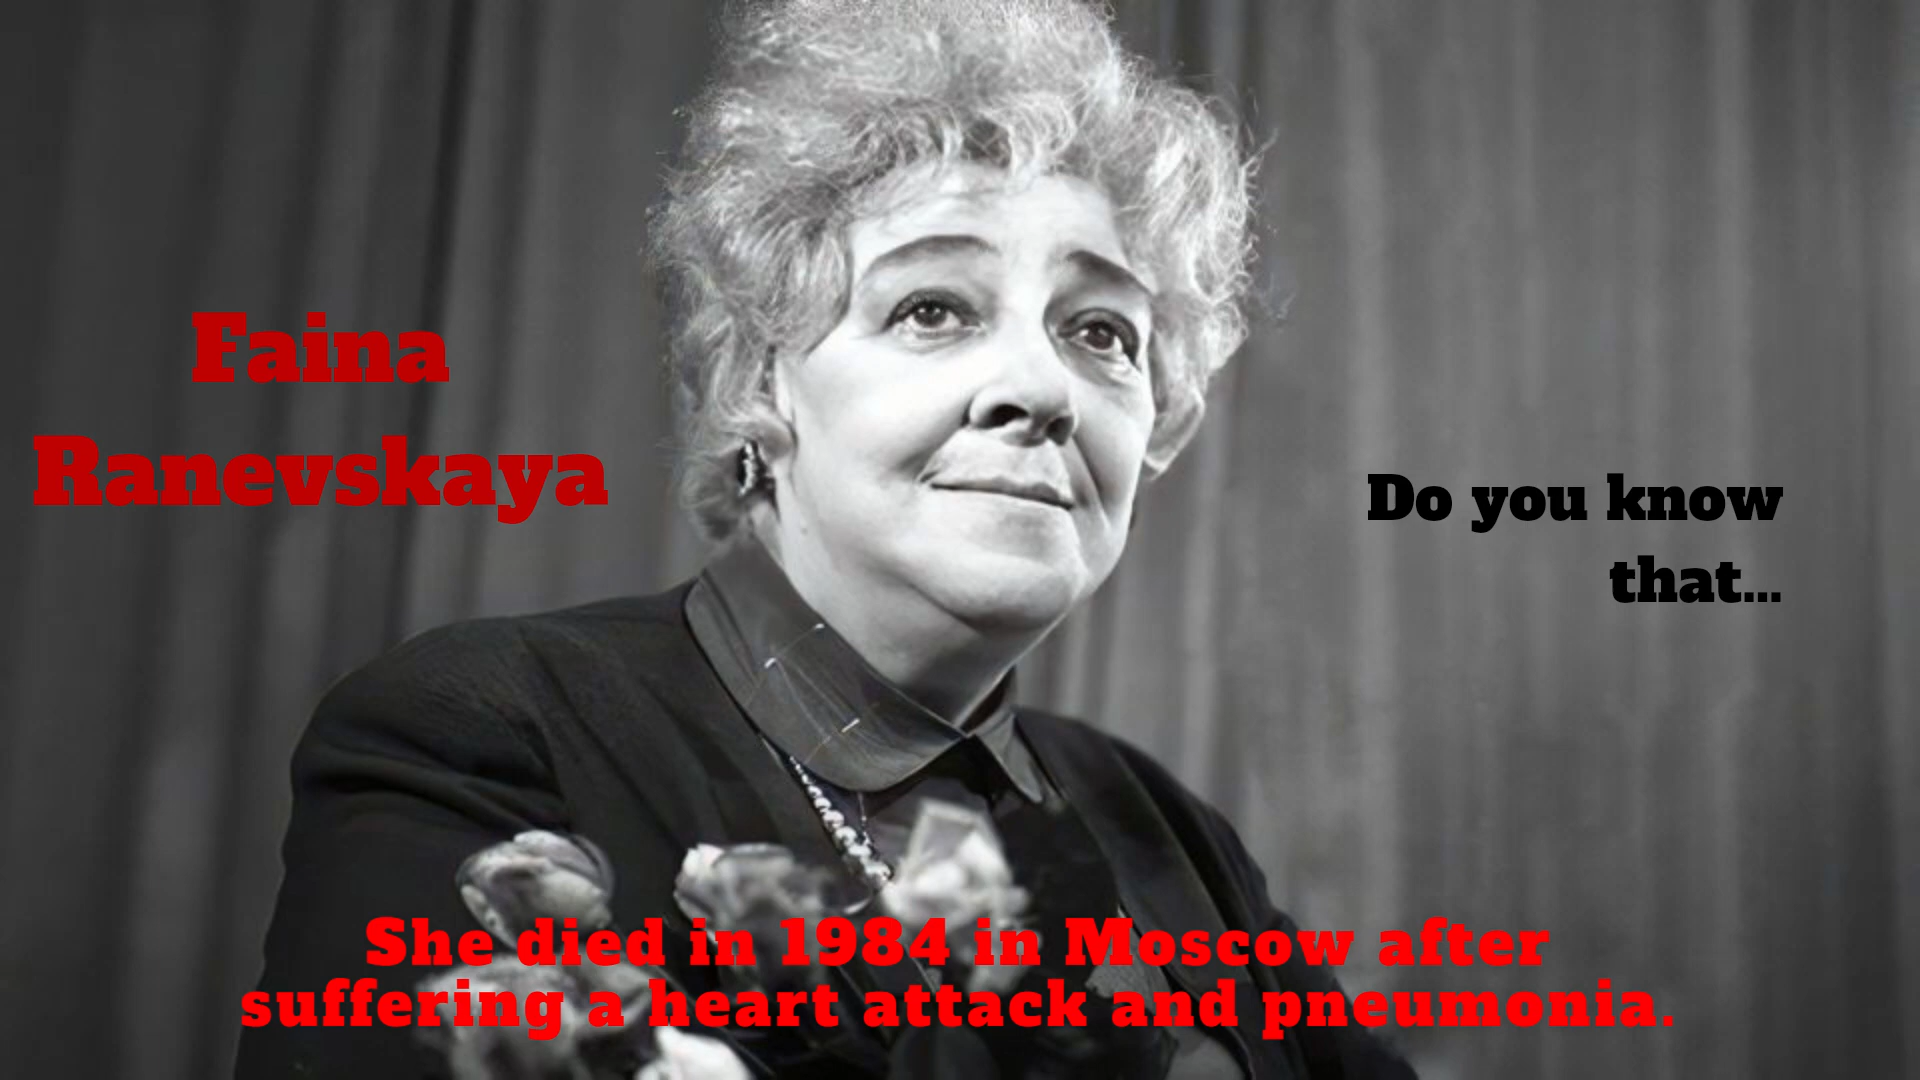 Faina
Ranevskaya
Do you know
that...
She died in 1984 in Moscow after
suffering a heart attack and pneumonia.